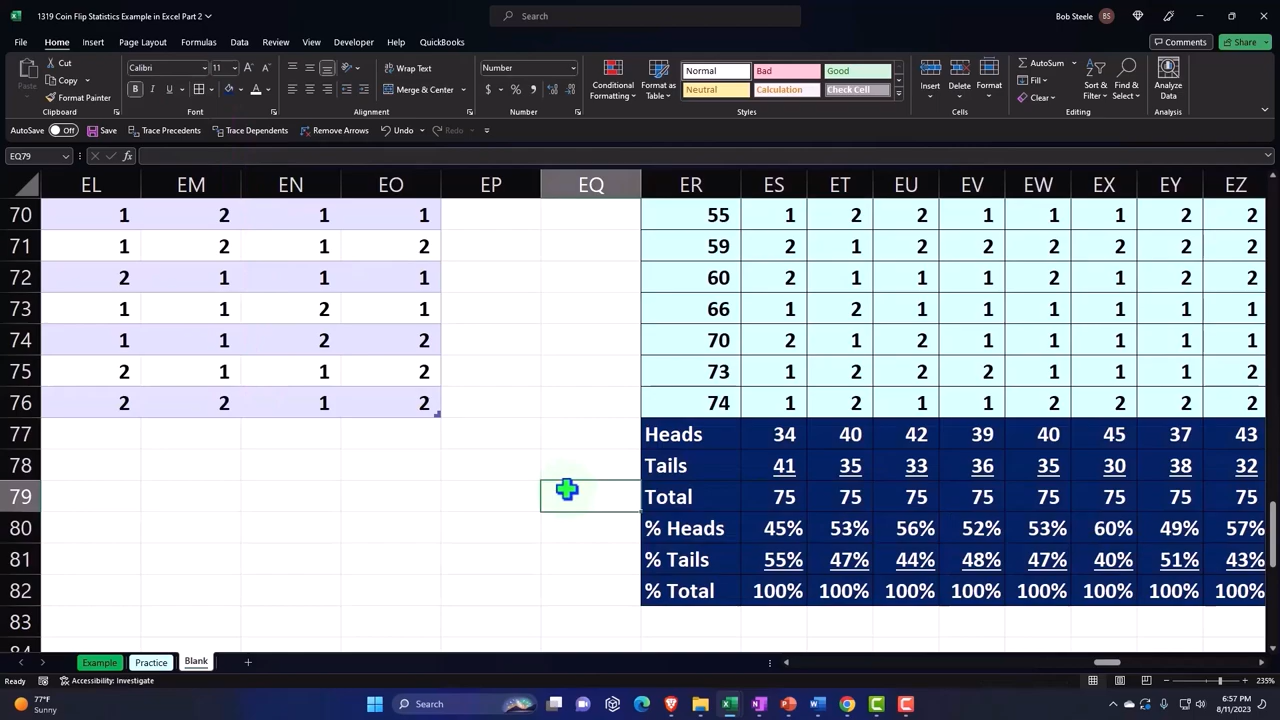 1319 Coin Flip Statistics Example in Excel Part 2
Search
Bob Steele
BS
File Home Insert Draw Page Layout Formulas Data Review View Developer Help QuickBooks
Comments
Share
Cut
Copy
Format Painter
Calibri 11
Wrap Text
Merge & Center
Number
Conditional Formatting
Format as Table
Normal Bad Good
Neutral Calculation Check Cell
Insert Delete Format
AutoSum
Fill
Clear
Sort & Filter
Find & Select
Analyze Data
Font Alignment Number Styles Cells Editing Analysis
AutoSave Off Save Trace Precedents Trace Dependents Remove Arrows Undo Redo
EQ79 fx
EL EM EN EO EP EQ ER ES ET EU EV EW EX EY EZ
70 1 2 1 1 55 1 2 2 1 1 1 2 2
71 1 2 1 2 59 2 1 2 2 2 2 2 2
72 2 1 1 1 60 2 1 1 1 2 1 2 2
73 1 1 2 1 66 1 2 1 1 1 1 1 1
74 1 1 2 2 70 2 1 2 1 1 1 1 1
75 2 1 1 2 73 1 2 2 2 1 1 1 2
76 2 2 1 2 74 1 2 1 1 2 2 2 2
77 Heads 34 40 42 39 40 45 37 43
78 Tails 41 35 33 36 35 30 38 32
79 Total 75 75 75 75 75 75 75 75
80 % Heads 45% 53% 56% 52% 53% 60% 49% 57%
81 % Tails 55% 47% 44% 48% 47% 40% 51% 43%
82 % Total 100% 100% 100% 100% 100% 100% 100% 100%
83
Example Practice Blank
Ready Accessibility: Investigate 235%
77°F
Sunny
Search
6:57 PM
8/11/2023